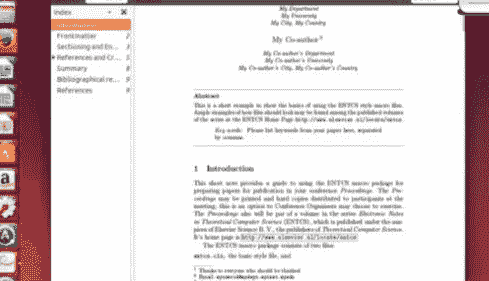 Index
Introduction
Frontmatter 2
Sectioning and En... 2
References and Cr... 2
Summary
Bibliographical re...
References
My Department
My University
My City, My Country
My Co-author
My Co-author's Department
My Co-author's University
My Co-author's City, My Co-author's Country
Abstract
This is a short example to show the basics of using the ENTCS style macro files.
Ample examples of how files should look may be found among the published volumes
of the series at the ENTCS Home Page http://www.elsevier.nl/locate/entcs.
Key words: Please list keywords from your paper here, separated
by commas.
1 Introduction
This short note provides a guide to using the ENTCS macro package for
preparing papers for publication in your conference Proceedings. The Pro-
ceedings may be printed and hard copies distributed to participants at the
meeting; this is an option to Conference Organizers may choose to exercise.
The Proceedings also will be part of a volume in the series Electronic Notes
in Theoretical Computer Science (ENTCS), which is published under the aus-
pices of Elsevier B. V., the publishers of Theoretical Computer Science.
It's home page is http://www.elsevier.nl/locate/entcs
The ENTCS macro package consists of two files:
entcs.cls, the basic style file, and
1 Thanks to everyone who should be thanked
2 Email: